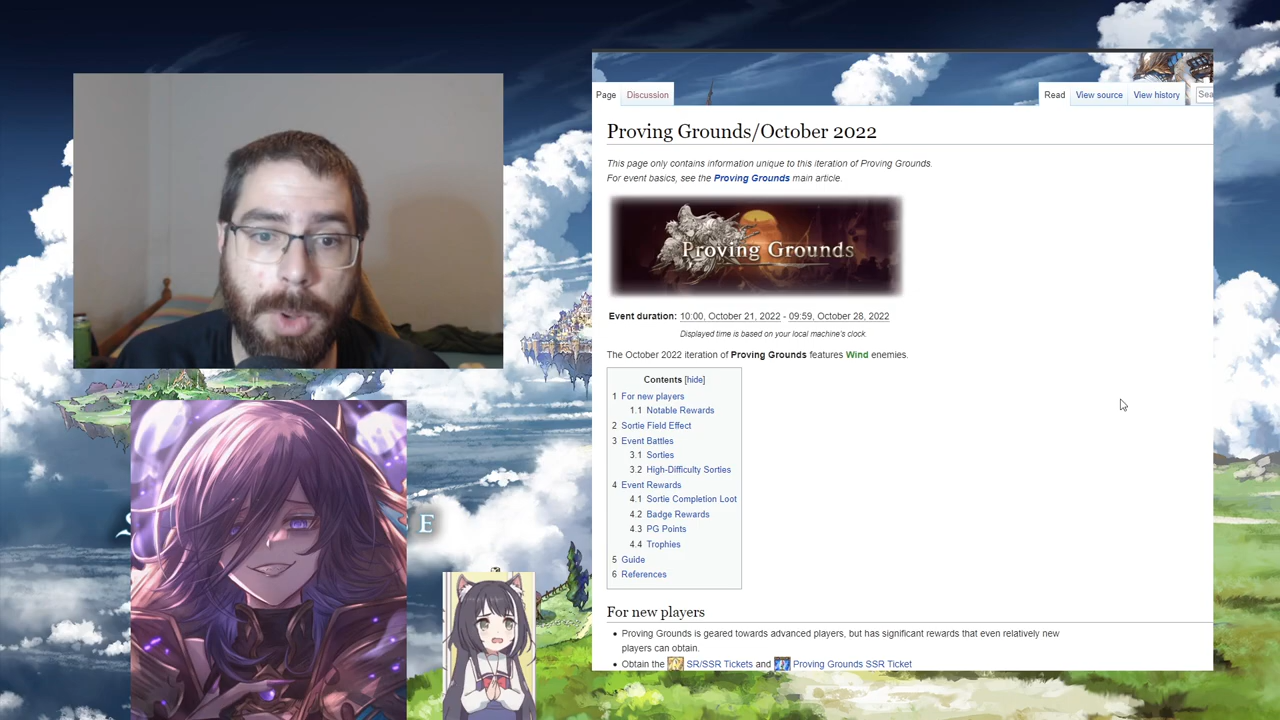 Page Discussion Read View source View history Sea
Proving Grounds/October 2022
This page only contains information unique to this iteration of Proving Grounds.
For event basics, see the Proving Grounds main article.
Proving Grounds
Event duration: 10:00, October 21, 2022 - 09:59, October 28, 2022
Displayed time is based on your local machine's clock.
The October 2022 iteration of Proving Grounds features Wind enemies.
Contents [hide]
1 For new players
1.1 Notable Rewards
2 Sortie Field Effect
3 Event Battles
3.1 Sorties
3.2 High-Difficulty Sorties
4 Event Rewards
4.1 Sortie Completion Loot
4.2 Badge Rewards
4.3 PG Points
4.4 Trophies
5 Guide
6 References
For new players
Proving Grounds is geared towards advanced players, but has significant rewards that even relatively new
players can obtain.
Obtain the SR/SSR Tickets and Proving Grounds SSR Ticket
E